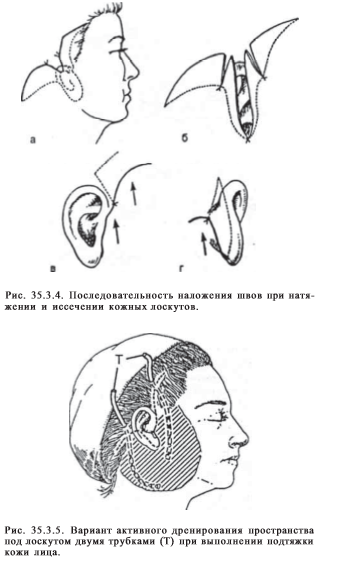 а
б
в
г
Рис. 35.3.4. Последовательность наложения швов при натя-
жении и иссечении кожных лоскутов.
Т
Рис. 35.3.5. Вариант активного дренирования пространства
под лоскутом двумя трубками (Т) при выполнении подтяжки
кожи лица.